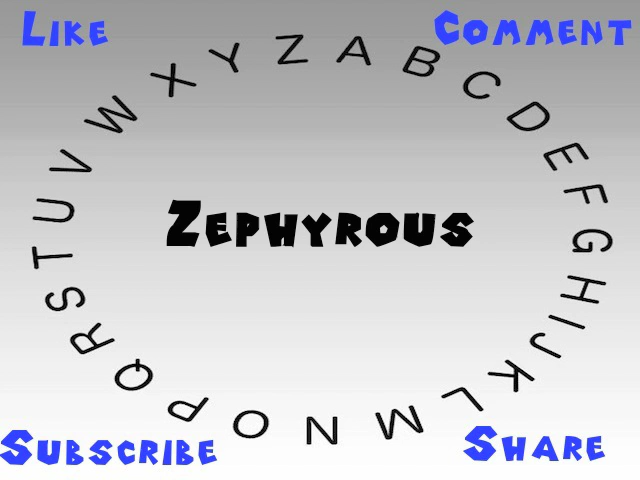 Like
Comment
A B C D E F G H I J K L M N O P Q R S T U V W X Y Z
Zephyrous
Subscribe
Share